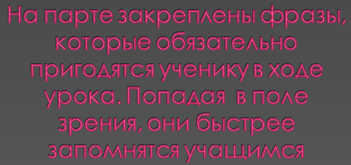 На парте закреплены фразы,
которые обязательно
пригодятся ученику в ходе
урока. Попадая в поле
зрения, они быстрее
запомнятся учащимся